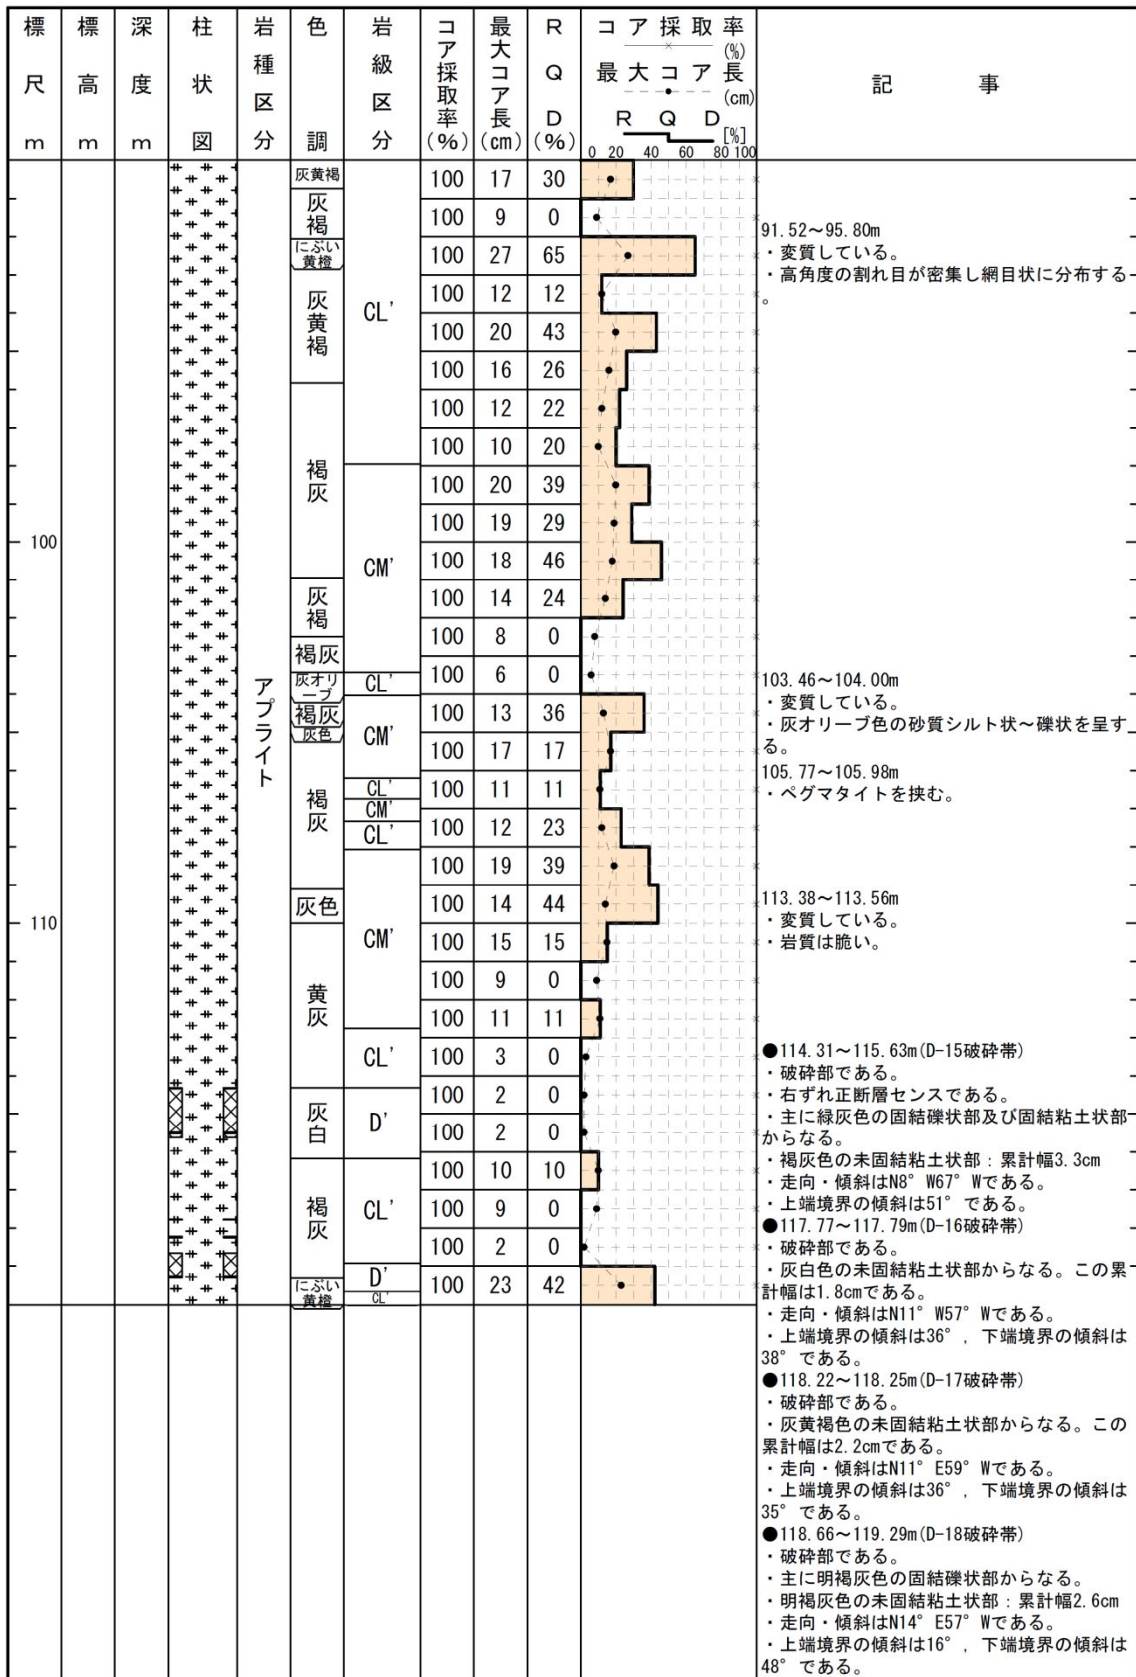 標尺m
標高m
深度m
柱状図
岩種区分
色調
岩級区分
コア採取率(%)
最大コア長(cm)
RQD(%)
コア採取率
(%)
最大コア長
(cm)
RQD
[%]
0 20 40 60 80 100
記事
100
110
アプライト
灰黄褐
灰褐
にぶい
黄橙
灰黄褐
褐灰
灰褐
褐灰
灰オリ
ーブ
褐灰
灰色
褐灰
灰色
黄灰
灰白
褐灰
にぶい
黄橙
CL'
CM'
CL'
CM'
CL'
CM'
CL'
CM'
CL'
D'
CL'
D'
CL'
100 17 30
100 9 0
100 27 65
100 12 12
100 20 43
100 16 26
100 12 22
100 10 20
100 20 39
100 19 29
100 18 46
100 14 24
100 8 0
100 6 0
100 13 36
100 17 17
100 11 11
100 12 23
100 19 39
100 14 44
100 15 15
100 9 0
100 11 11
100 3 0
100 2 0
100 2 0
100 10 10
100 9 0
100 2 0
100 23 42
91.52～95.80m
・変質している。
・高角度の割れ目が密集し網目状に分布する
。
103.46～104.00m
・変質している。
・灰オリーブ色の砂質シルト状～礫状を呈す
る。
105.77～105.98m
・ペグマタイトを挟む。
113.38～113.56m
・変質している。
・岩質は脆い。
●114.31～115.63m(D-15破砕帯)
・破砕部である。
・右ずれ正断層センスである。
・主に緑灰色の固結礫状部及び固結粘土状部
からなる。
・褐灰色の未固結粘土状部：累計幅3.3cm
・走向・傾斜はN8°W67°Wである。
・上端境界の傾斜は51°である。
●117.77～117.79m(D-16破砕帯)
・破砕部である。
・灰白色の未固結粘土状部からなる。この累
計幅は1.8cmである。
・走向・傾斜はN11°W57°Wである。
・上端境界の傾斜は36°，下端境界の傾斜は
38°である。
●118.22～118.25m(D-17破砕帯)
・破砕部である。
・灰黄褐色の未固結粘土状部からなる。この
累計幅は2.2cmである。
・走向・傾斜はN11°E59°Wである。
・上端境界の傾斜は36°，下端境界の傾斜は
35°である。
●118.66～119.29m(D-18破砕帯)
・破砕部である。
・主に明褐灰色の固結礫状部からなる。
・明褐灰色の未固結粘土状部：累計幅2.6cm
・走向・傾斜はN14°E57°Wである。
・上端境界の傾斜は16°，下端境界の傾斜は
48°である。